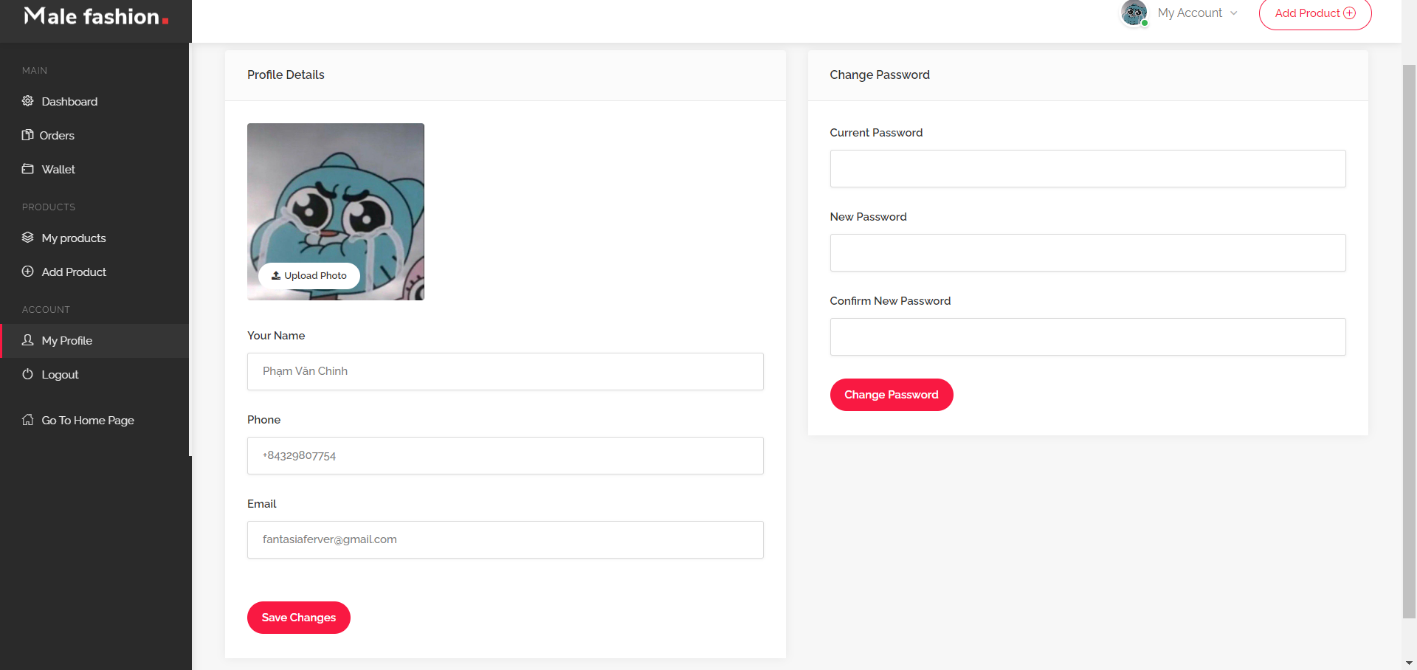 Male fashion.
My Account
Add Product
MAIN
Dashboard
Orders
Wallet
PRODUCTS
My products
Add Product
ACCOUNT
My Profile
Logout
Go To Home Page
Profile Details
Upload Photo
Your Name
Phạm Văn Chinh
Phone
+84329807754
Email
fantasiaferver@gmail.com
Save Changes
Change Password
Current Password
New Password
Confirm New Password
Change Password